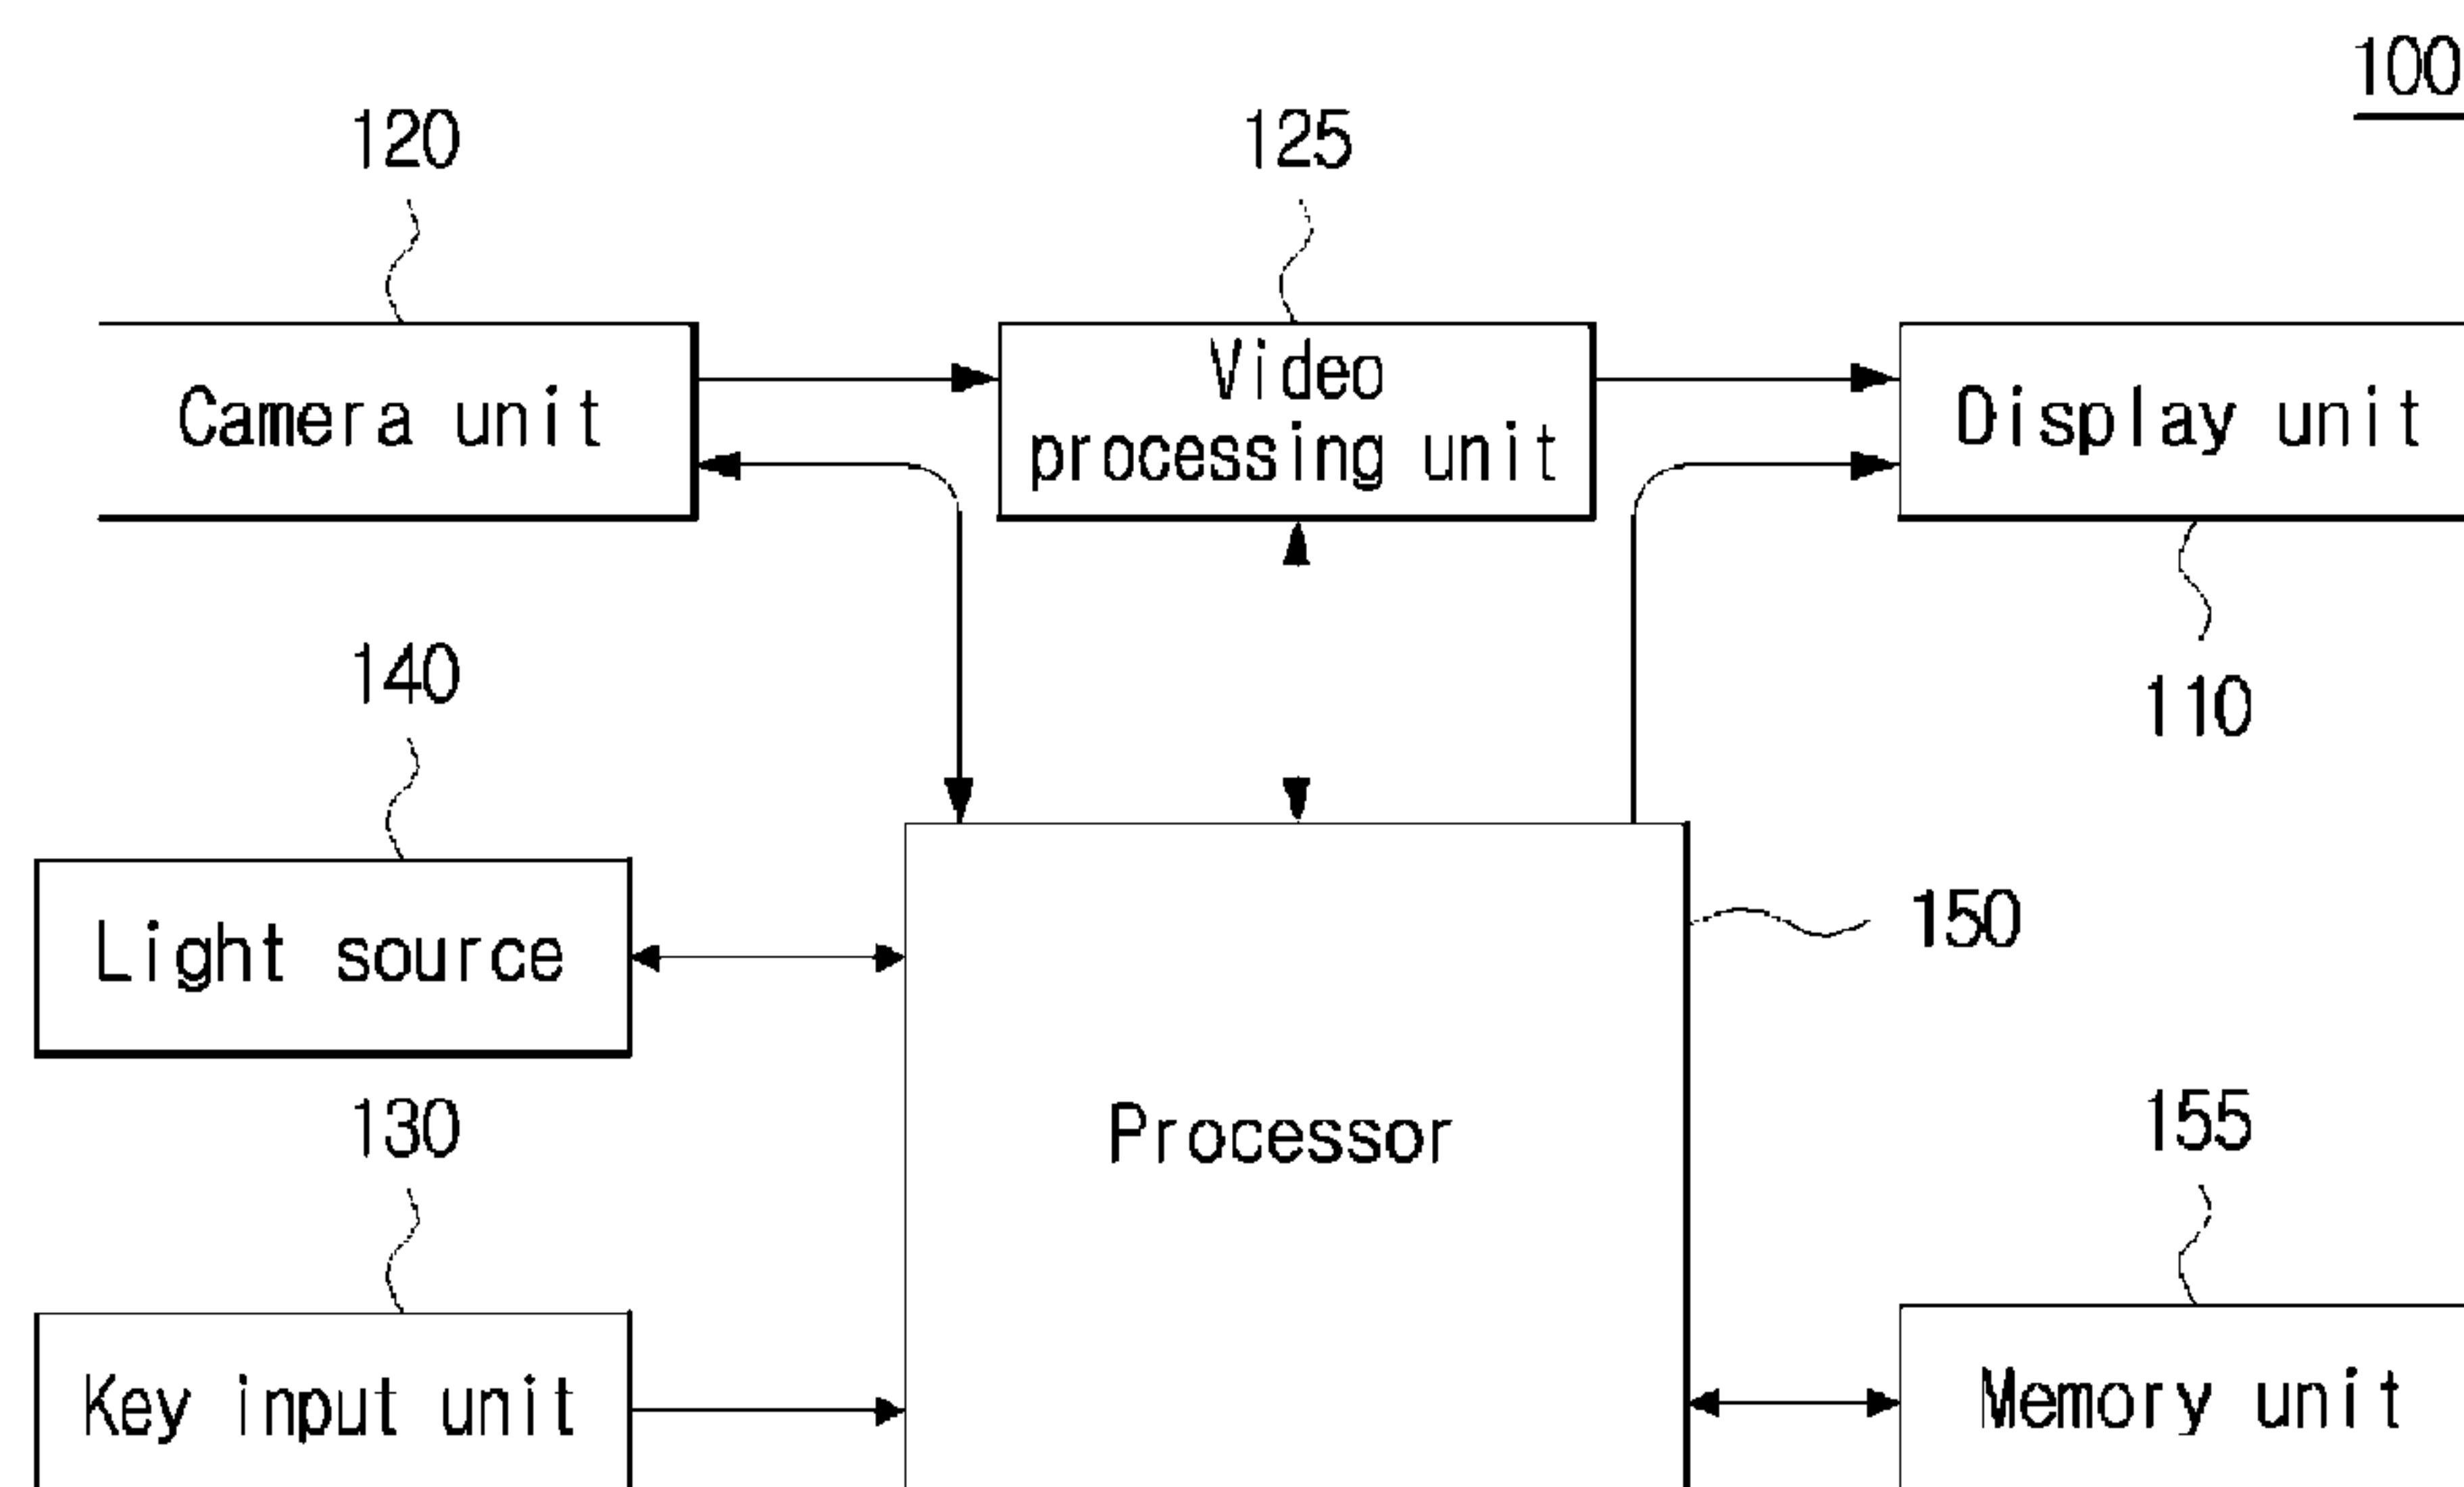 100
120
125
Camera unit
Video
processing unit
Display unit
110
140
Light source
150
130
Processor
155
Key input unit
Memory unit